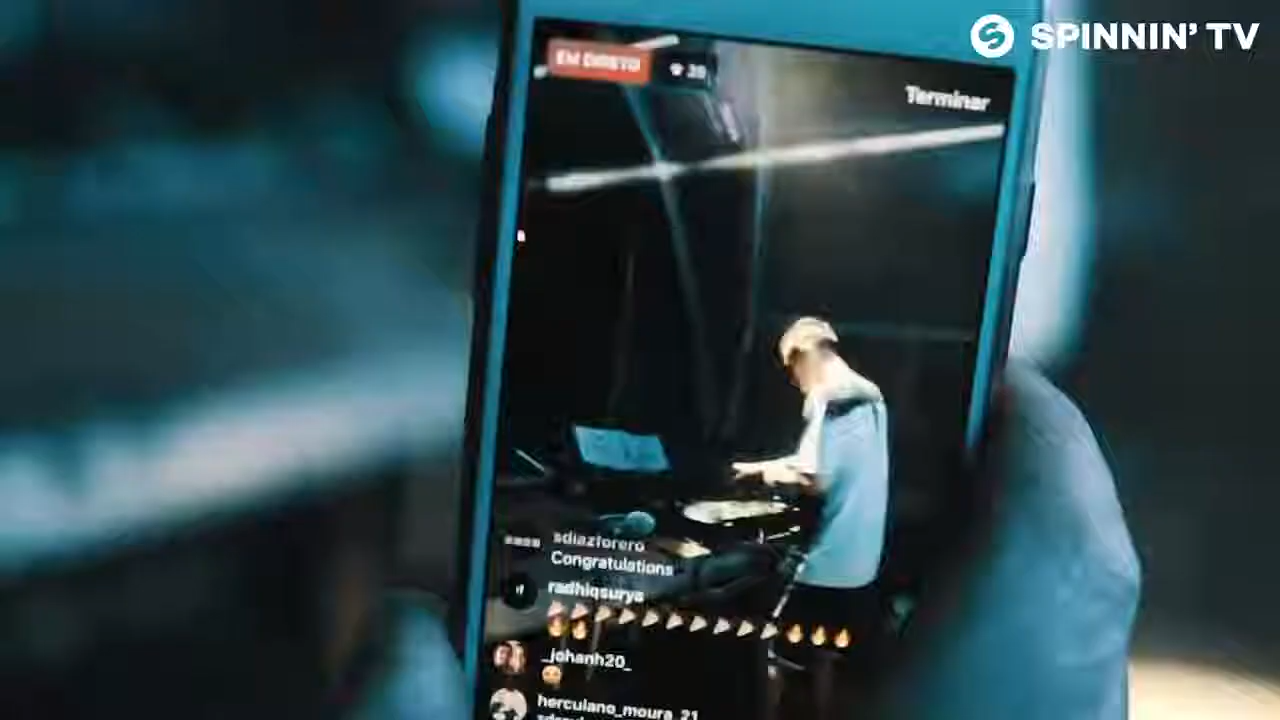 SPINNIN' TV
EM DIRETO
Terminar
sdiazforero
Congratulations
radhiqsurya
_johanh20_
herculano_moura_21